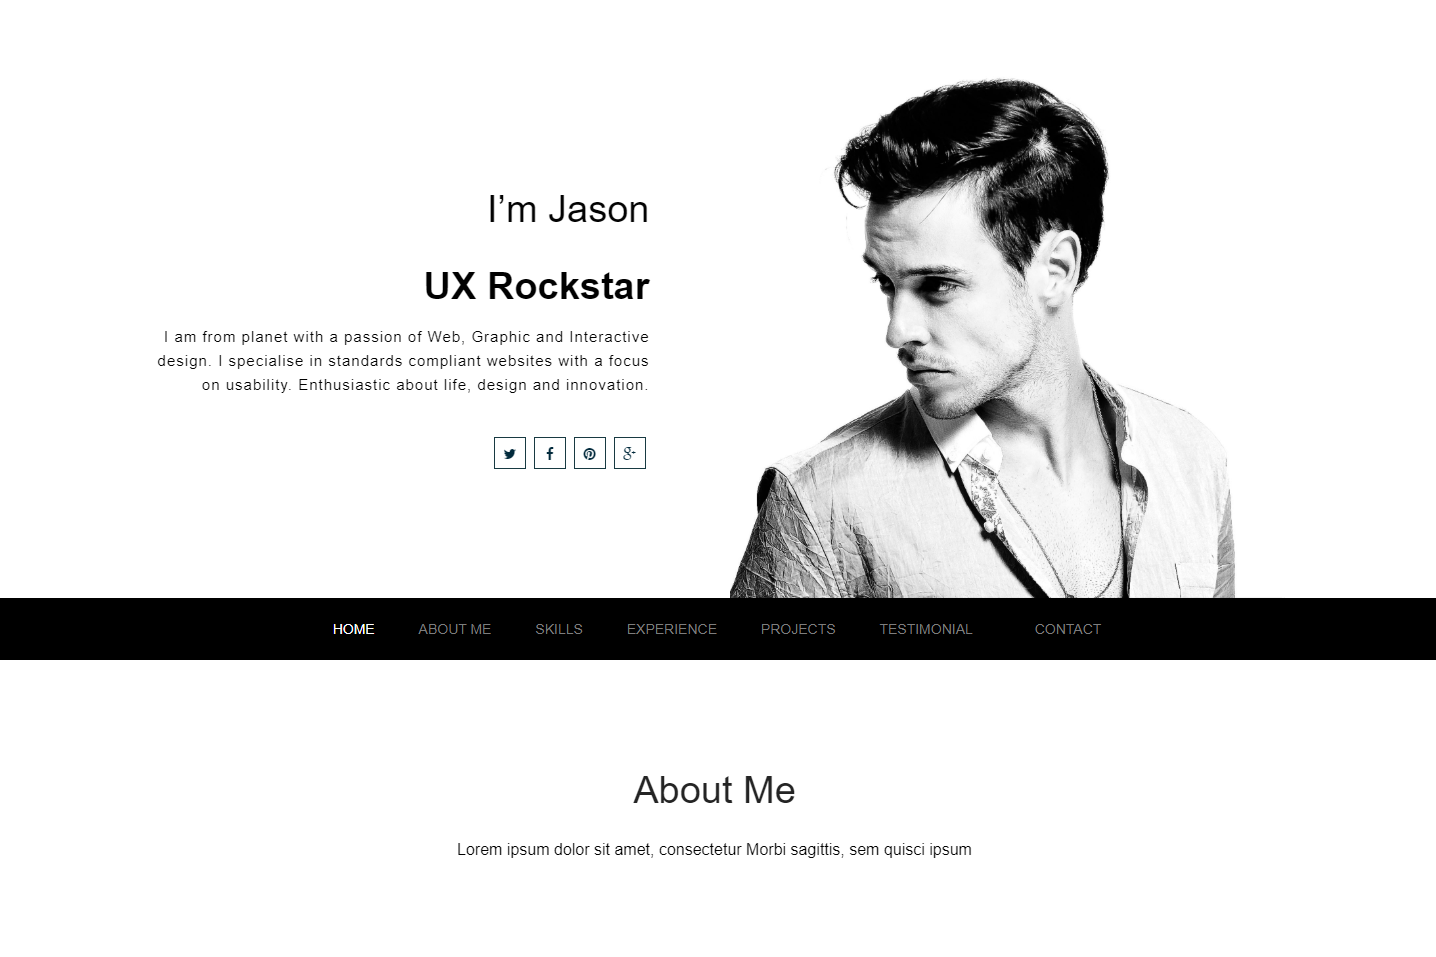 I’m Jason
UX Rockstar
I am from planet with a passion of Web, Graphic and Interactive
design. I specialise in standards compliant websites with a focus
on usability. Enthusiastic about life, design and innovation.
HOME ABOUT ME SKILLS EXPERIENCE PROJECTS TESTIMONIAL CONTACT
About Me
Lorem ipsum dolor sit amet, consectetur Morbi sagittis, sem quisci ipsum